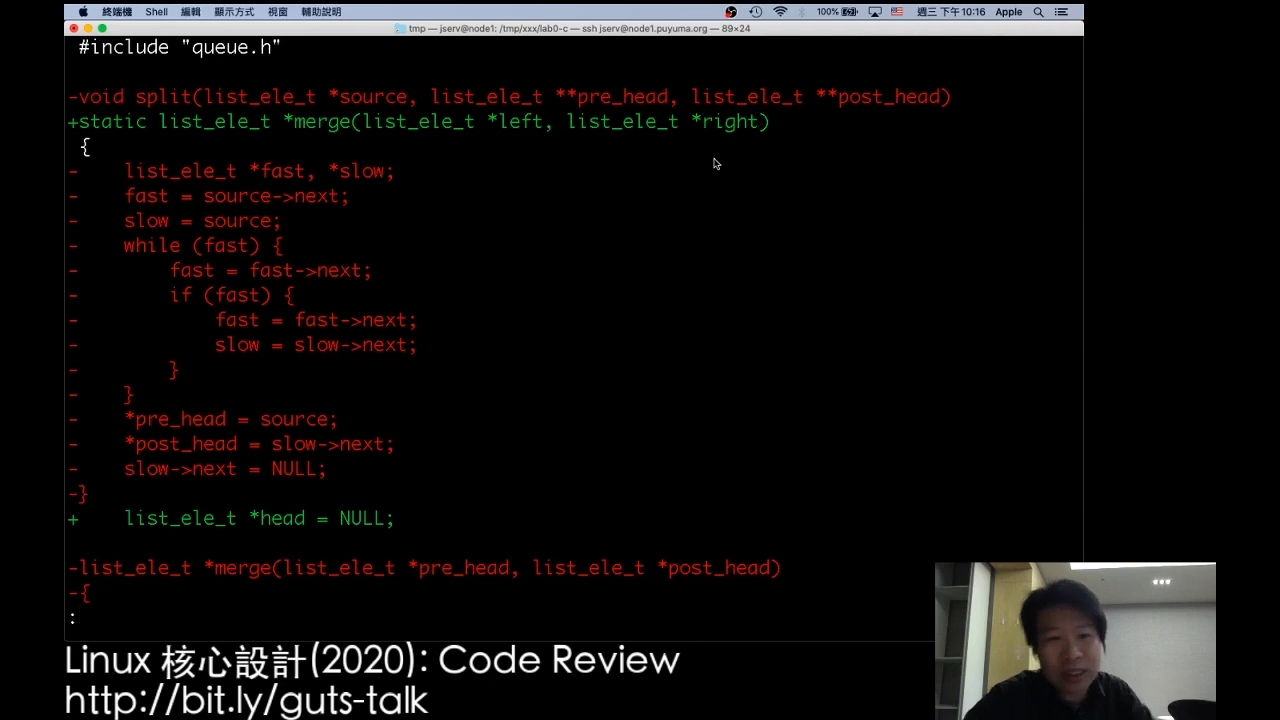 終端機 Shell 編輯 顯示方式 視窗 輔助說明 100% 週三 下午 10:16 Apple
tmp — jserv@node1: /tmp/xxx/lab0-c — ssh jserv@node1.puyuma.org — 89×24
#include "queue.h"
-void split(list_ele_t *source, list_ele_t **pre_head, list_ele_t **post_head)
+static list_ele_t *merge(list_ele_t *left, list_ele_t *right)
{
-    list_ele_t *fast, *slow;
-    fast = source->next;
-    slow = source;
-    while (fast) {
-        fast = fast->next;
-        if (fast) {
-            fast = fast->next;
-            slow = slow->next;
-        }
-    }
-    *pre_head = source;
-    *post_head = slow->next;
-    slow->next = NULL;
-}
+    list_ele_t *head = NULL;
-list_ele_t *merge(list_ele_t *pre_head, list_ele_t *post_head)
-{
:
Linux 核心設計(2020): Code Review
http://bit.ly/guts-talk